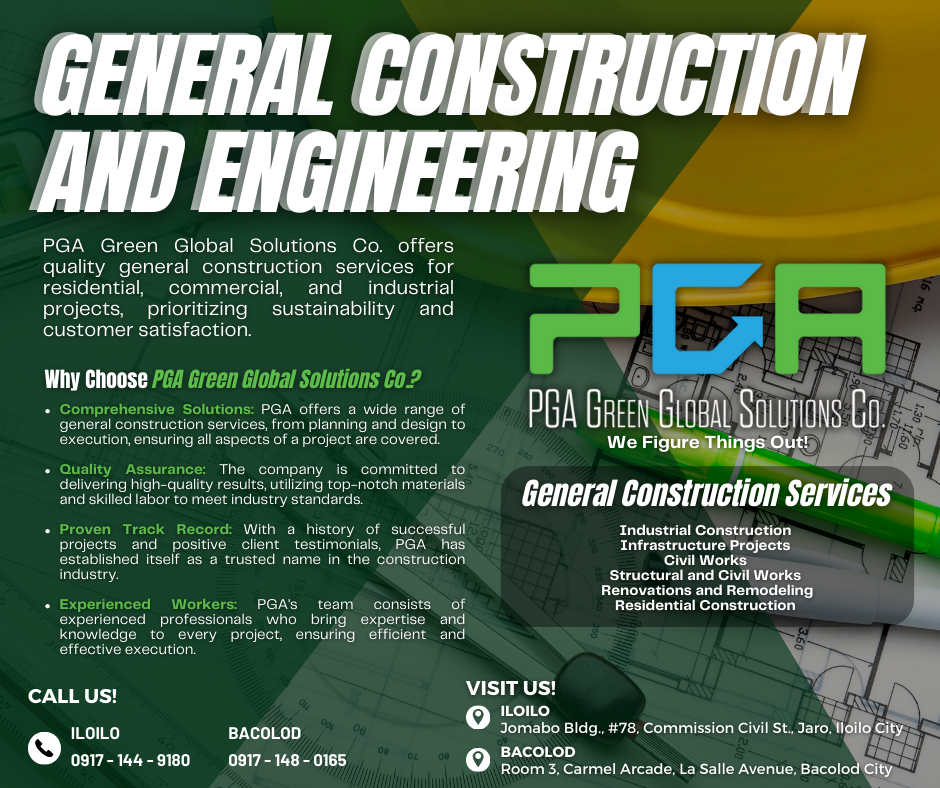 GENERAL CONSTRUCTION
AND ENGINEERING
PGA Green Global Solutions Co. offers
quality general construction services for
residential, commercial, and industrial
projects, prioritizing sustainability and
customer satisfaction.
Why Choose PGA Green Global Solutions Co.?
• Comprehensive Solutions: PGA offers a wide range of
general construction services, from planning and design to
execution, ensuring all aspects of a project are covered.
• Quality Assurance: The company is committed to
delivering high-quality results, utilizing top-notch materials
and skilled labor to meet industry standards.
• Proven Track Record: With a history of successful
projects and positive client testimonials, PGA has
established itself as a trusted name in the construction
industry.
• Experienced Workers: PGA's team consists of
experienced professionals who bring expertise and
knowledge to every project, ensuring efficient and
effective execution.
PGA
PGA Green Global Solutions Co.
We Figure Things Out!
General Construction Services
Industrial Construction
Infrastructure Projects
Civil Works
Structural and Civil Works
Renovations and Remodeling
Residential Construction
CALL US!
ILOILO
0917 - 144 - 9180
BACOLOD
0917 - 148 - 0165
VISIT US!
ILOILO
Jomabo Bldg., #78, Commission Civil St., Jaro, Iloilo City
BACOLOD
Room 3, Carmel Arcade, La Salle Avenue, Bacolod City